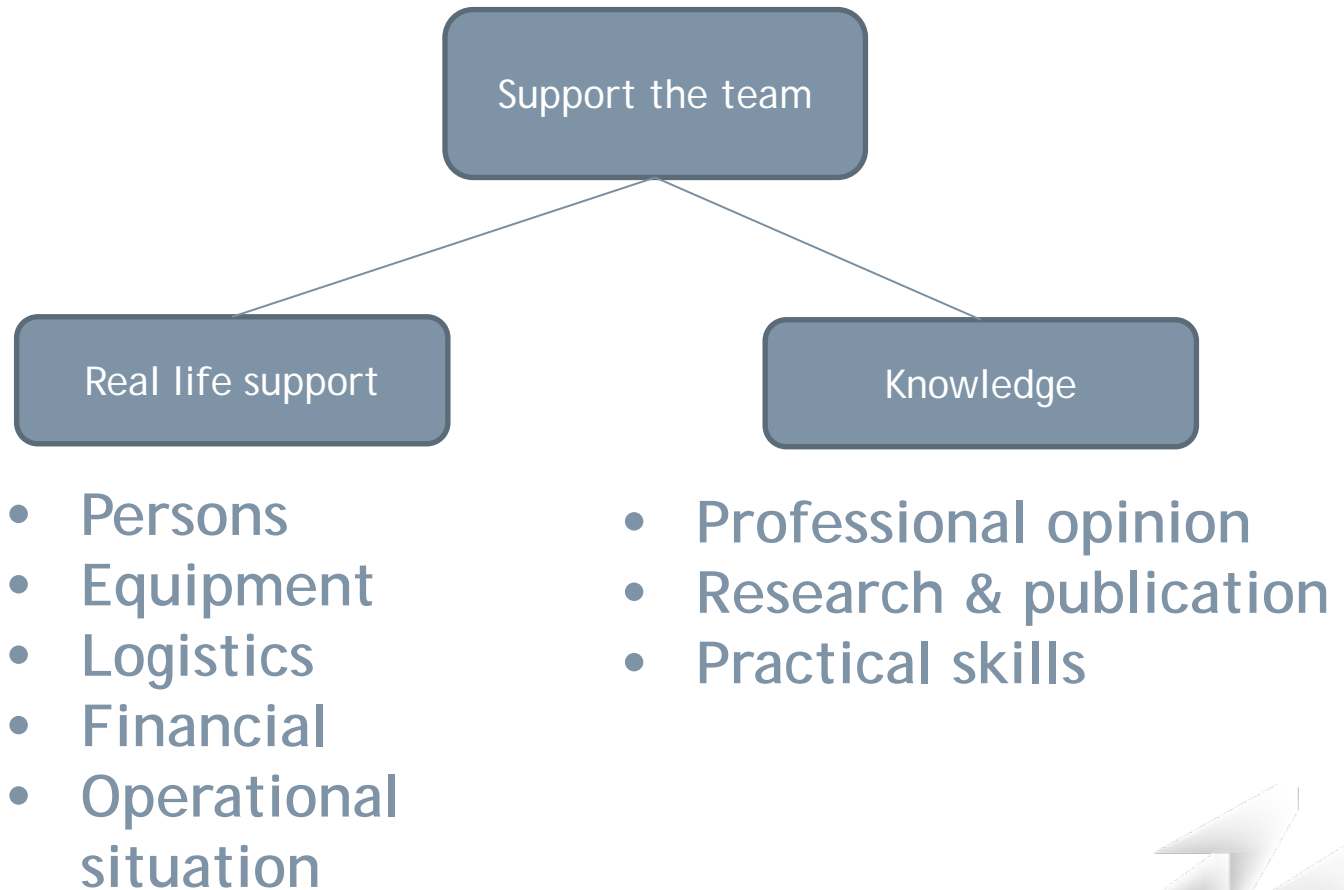 Support the team
Real life support
Knowledge
• Persons
• Equipment
• Logistics
• Financial
• Operational
situation
• Professional opinion
• Research & publication
• Practical skills